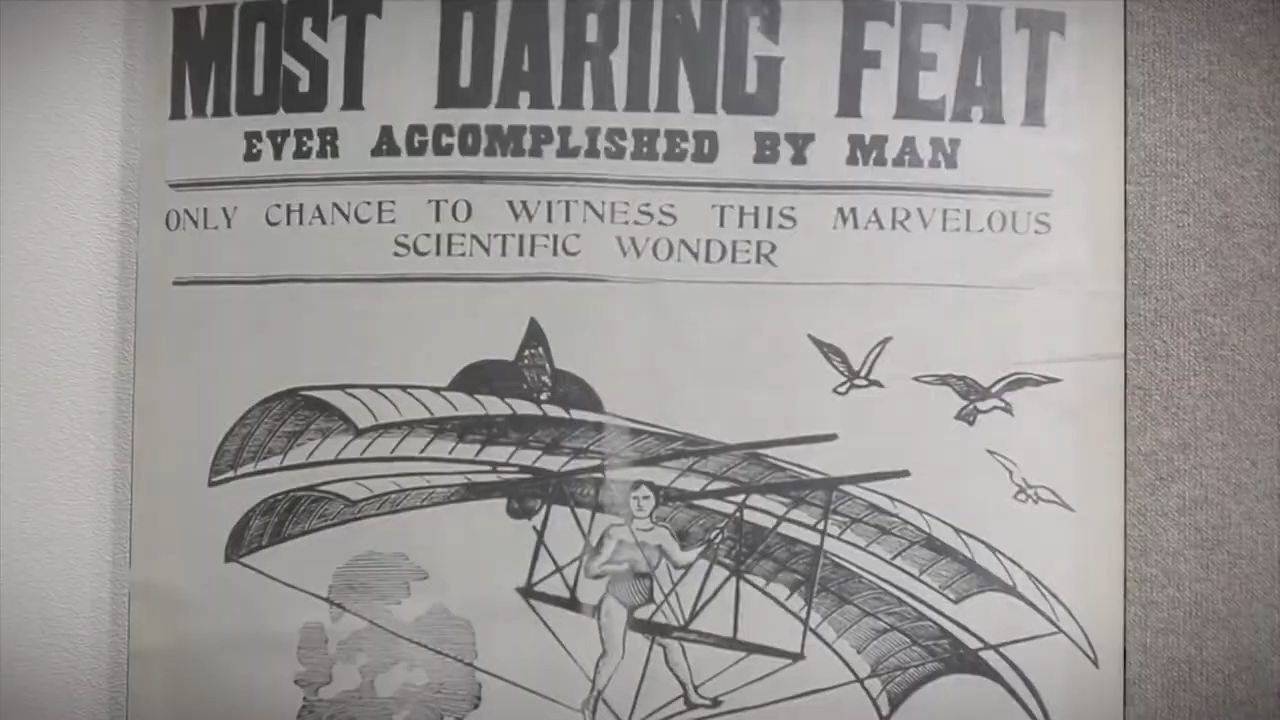 MOST DARING FEAT
EVER ACCOMPLISHED BY MAN
ONLY CHANCE TO WITNESS THIS MARVELOUS
SCIENTIFIC WONDER